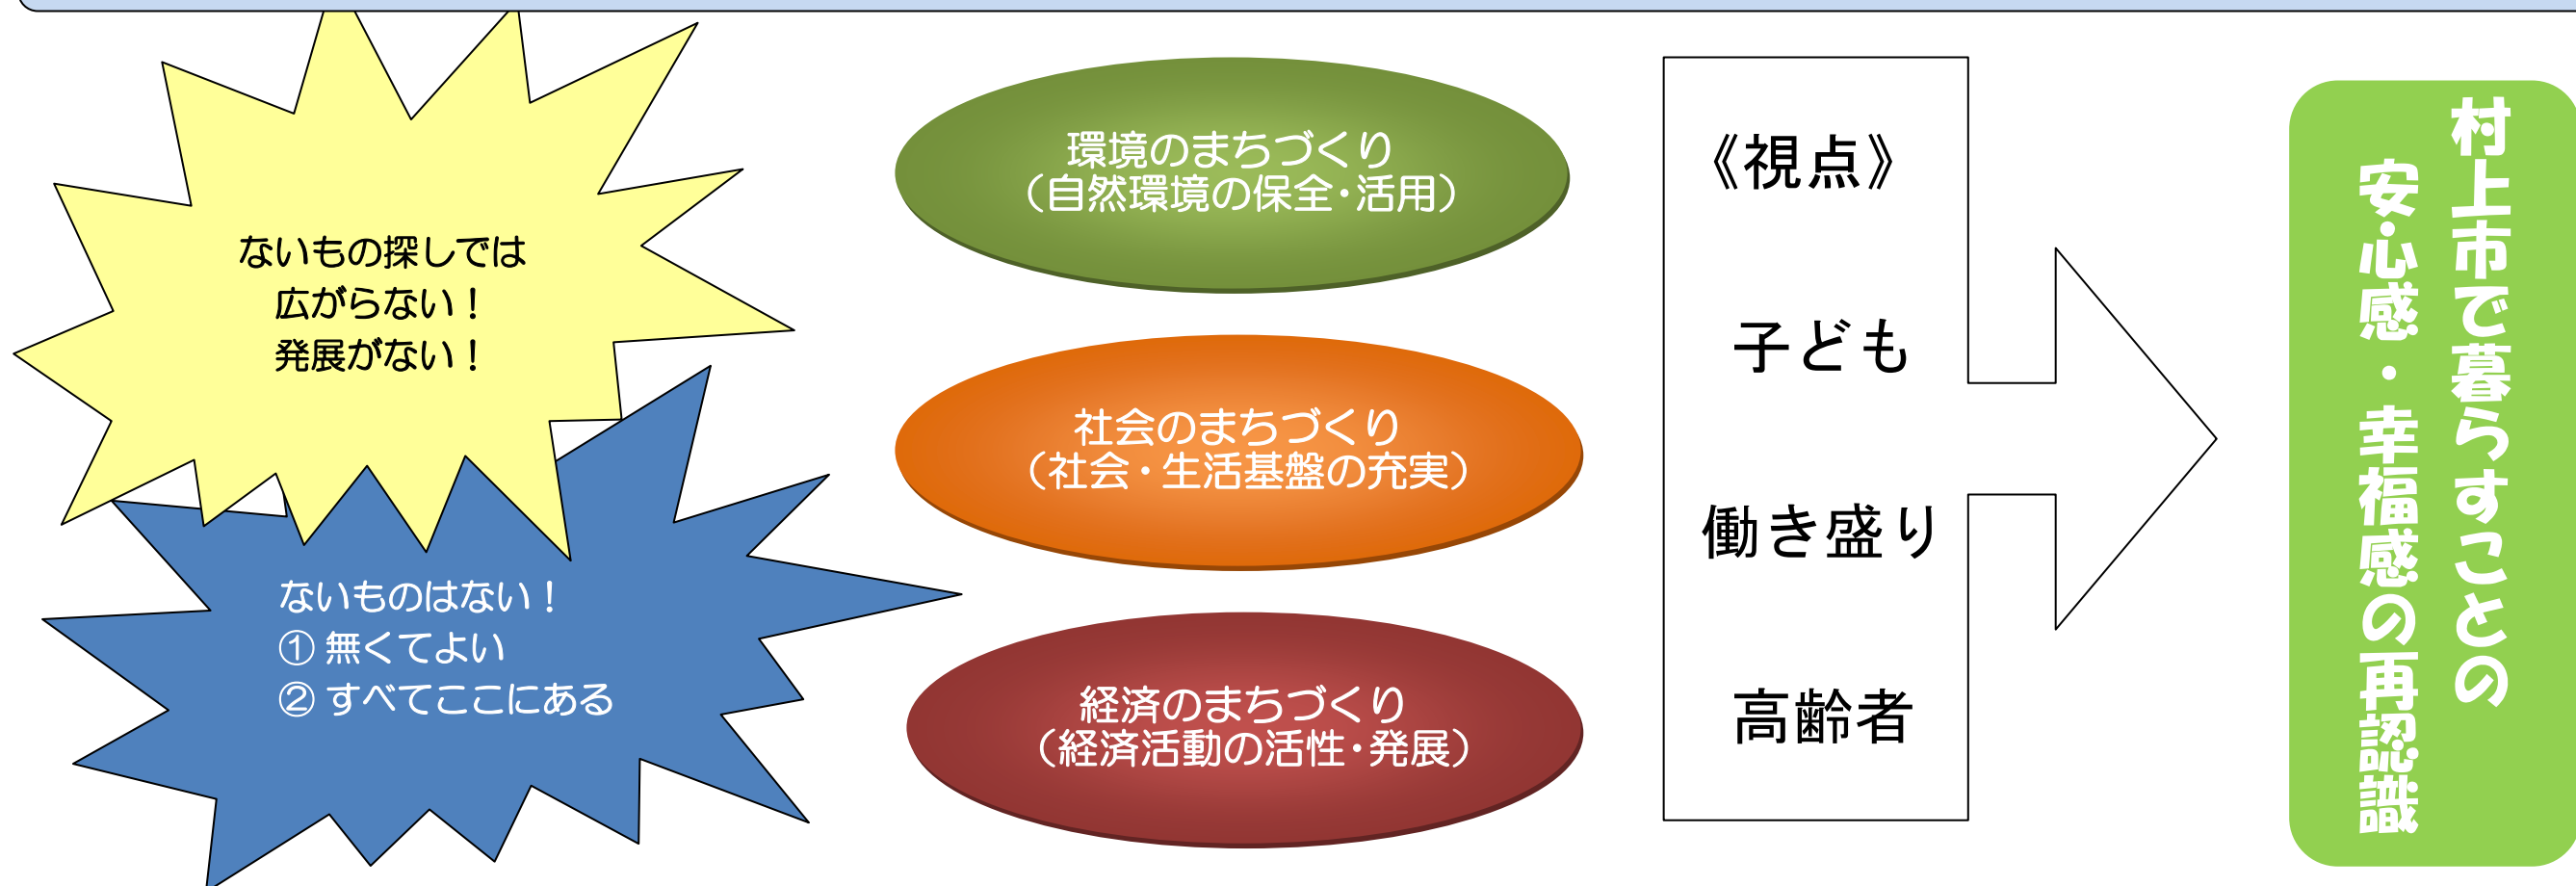 ないもの探しでは
広がらない！
発展がない！
ないものはない！
① 無くてよい
② すべてここにある
環境のまちづくり
（自然環境の保全・活用）
社会のまちづくり
（社会・生活基盤の充実）
経済のまちづくり
（経済活動の活性・発展）
《視点》
子ども
働き盛り
高齢者
村上市で暮らすことの
安心感・幸福感の再認識